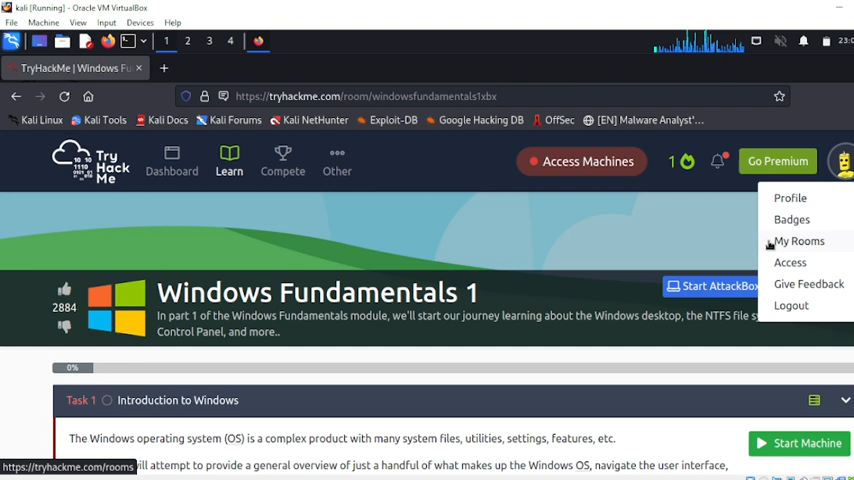 kali [Running] - Oracle VM VirtualBox
File Machine View Input Devices Help
1 2 3 4
TryHackMe | Windows Fu
https://tryhackme.com/room/windowsfundamentals1xbx
Kali Linux Kali Tools Kali Docs Kali Forums Kali NetHunter Exploit-DB Google Hacking DB OffSec [EN] Malware Analyst'...
Try Hack Me
Dashboard Learn Compete Other Access Machines 1 Go Premium
Profile
Badges
My Rooms
Access
Give Feedback
Logout
2884
Windows Fundamentals 1
Start AttackBox
In part 1 of the Windows Fundamentals module, we'll start our journey learning about the Windows desktop, the NTFS file sy
Control Panel, and more..
0%
Task 1 Introduction to Windows
The Windows operating system (OS) is a complex product with many system files, utilities, settings, features, etc.
Start Machine
https://tryhackme.com/rooms
ill attempt to provide a general overview of just a handful of what makes up the Windows OS, navigate the user interface,